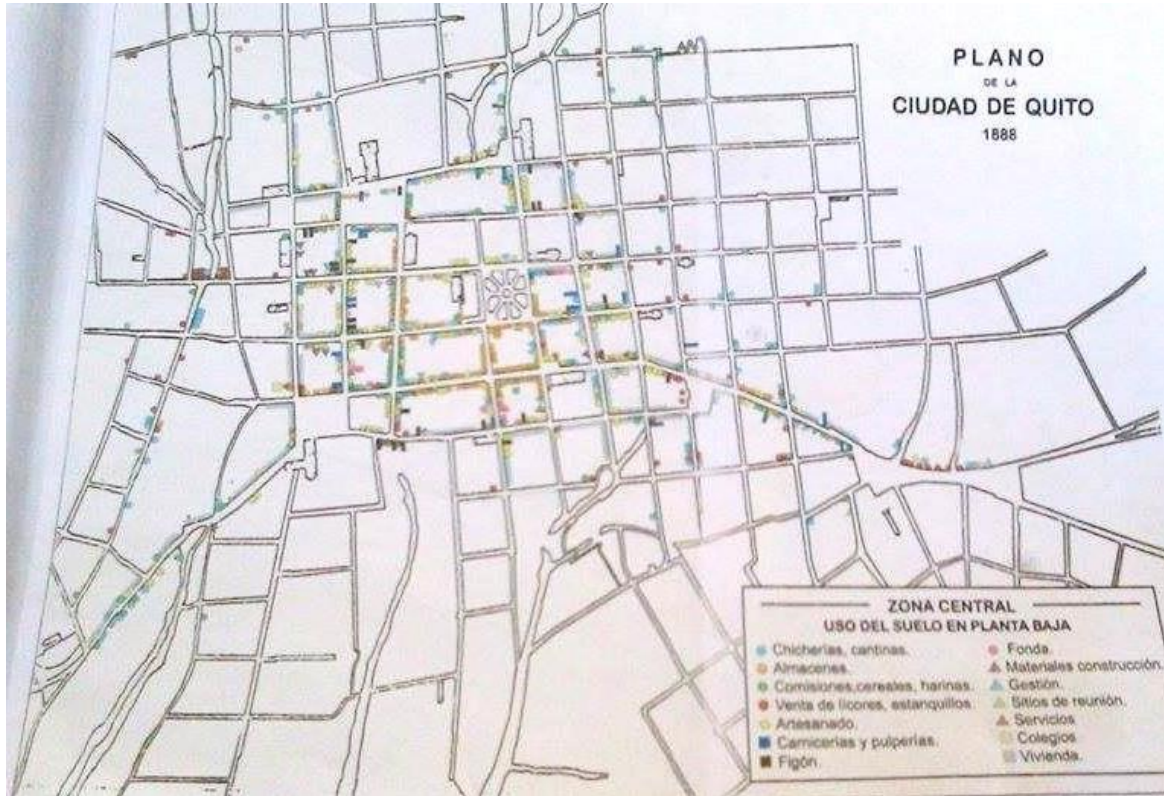 PLANO
DE LA
CIUDAD DE QUITO
1888
ZONA CENTRAL
USO DEL SUELO EN PLANTA BAJA
Chicherías, cantinas.
Almacenes.
Comisiones, cereales, harinas.
Venta de licores, estanquillos.
Artesanado.
Carnicerías y pulperías.
Figón.
Fonda.
Materiales construcción.
Gestión.
Sitios de reunión.
Servicios
Colegios
Vivienda.